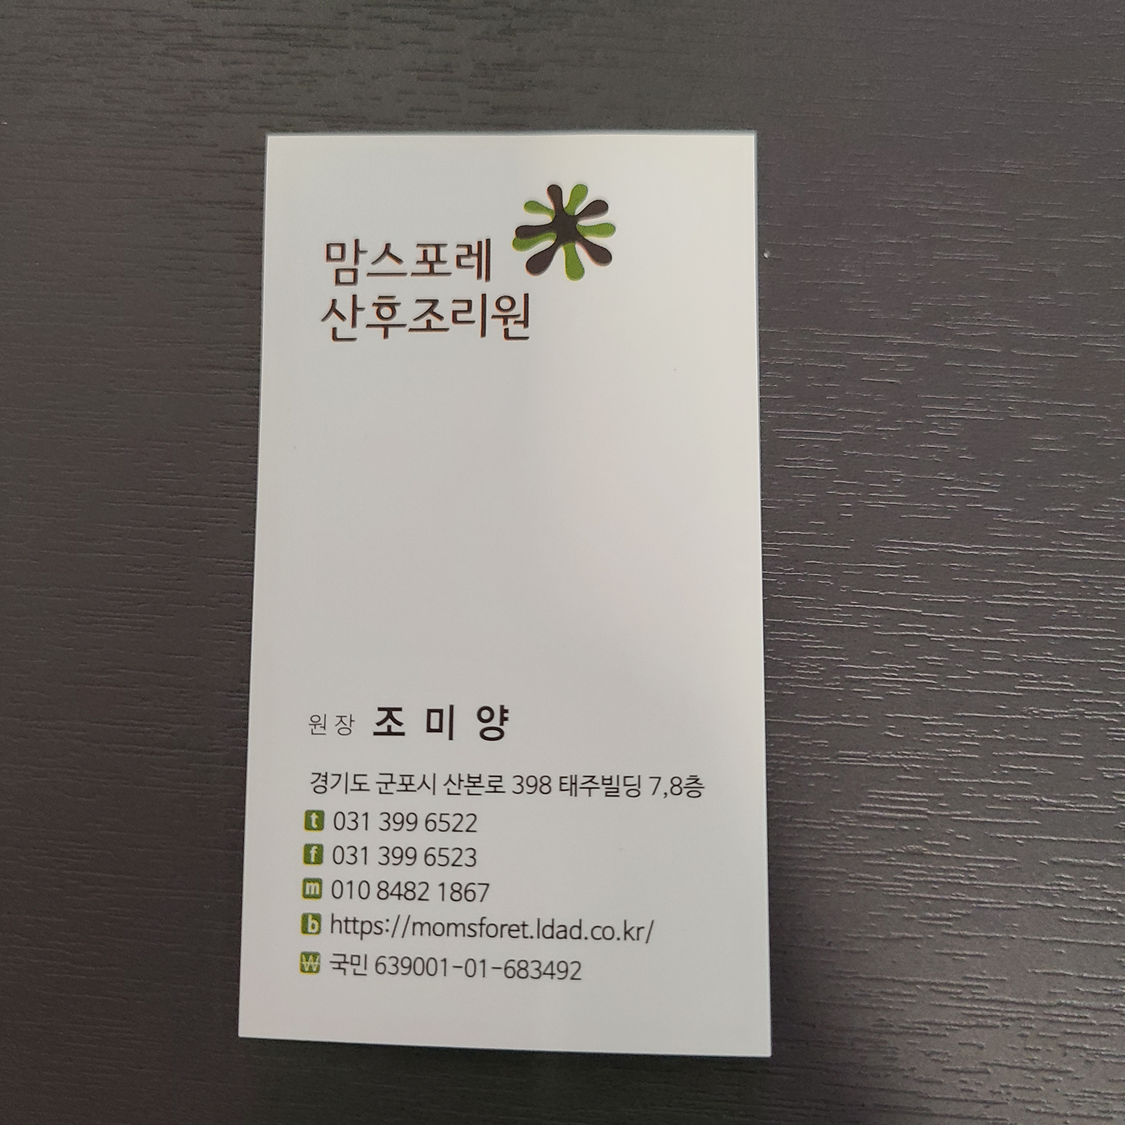 맘스포레
산후조리원
원장 조미양
경기도 군포시 산본로 398 태주빌딩 7,8층
t 031 399 6522
f 031 399 6523
m 010 8482 1867
b https://momsforet.ldad.co.kr/
₩ 국민 639001-01-683492